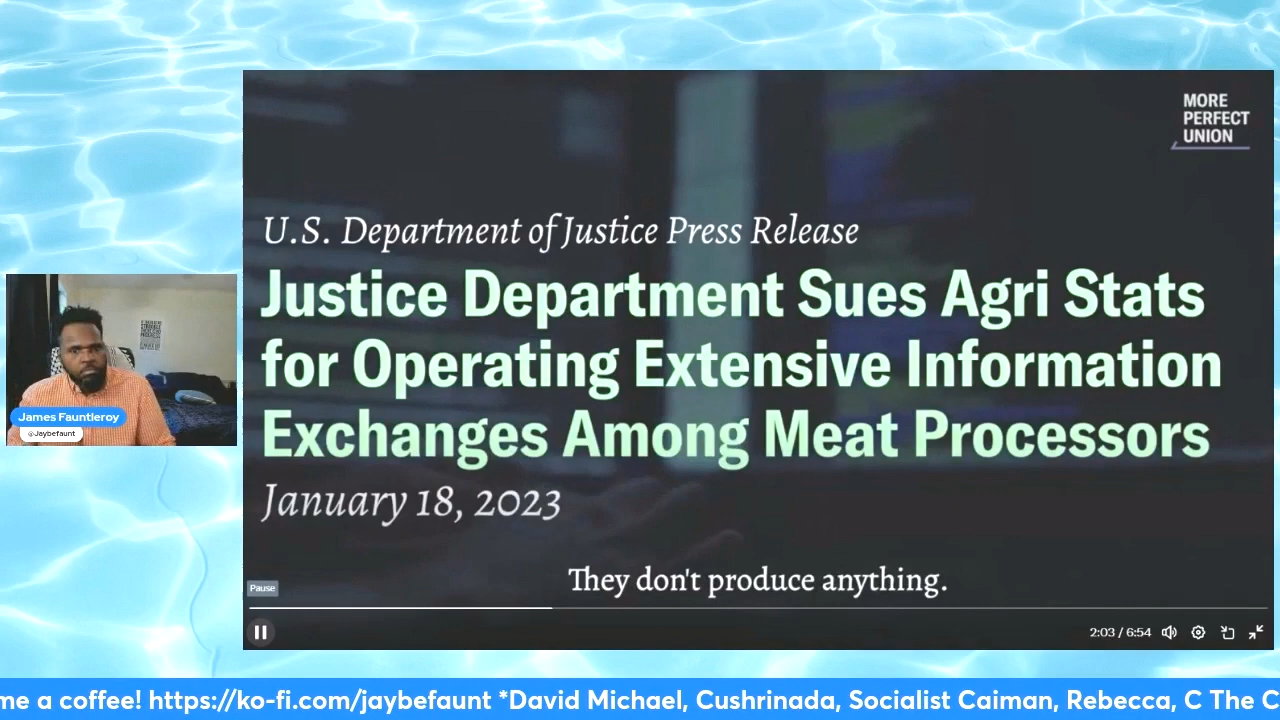 MORE
PERFECT
UNION
U.S. Department of Justice Press Release
Justice Department Sues Agri Stats
for Operating Extensive Information
Exchanges Among Meat Processors
January 18, 2023
They don't produce anything.
Pause
2:03 / 6:54
James Fauntleroy
@Jaybefaunt
me a coffee! https://ko-fi.com/jaybefaunt *David Michael, Cushrinada, Socialist Caiman, Rebecca, C The C